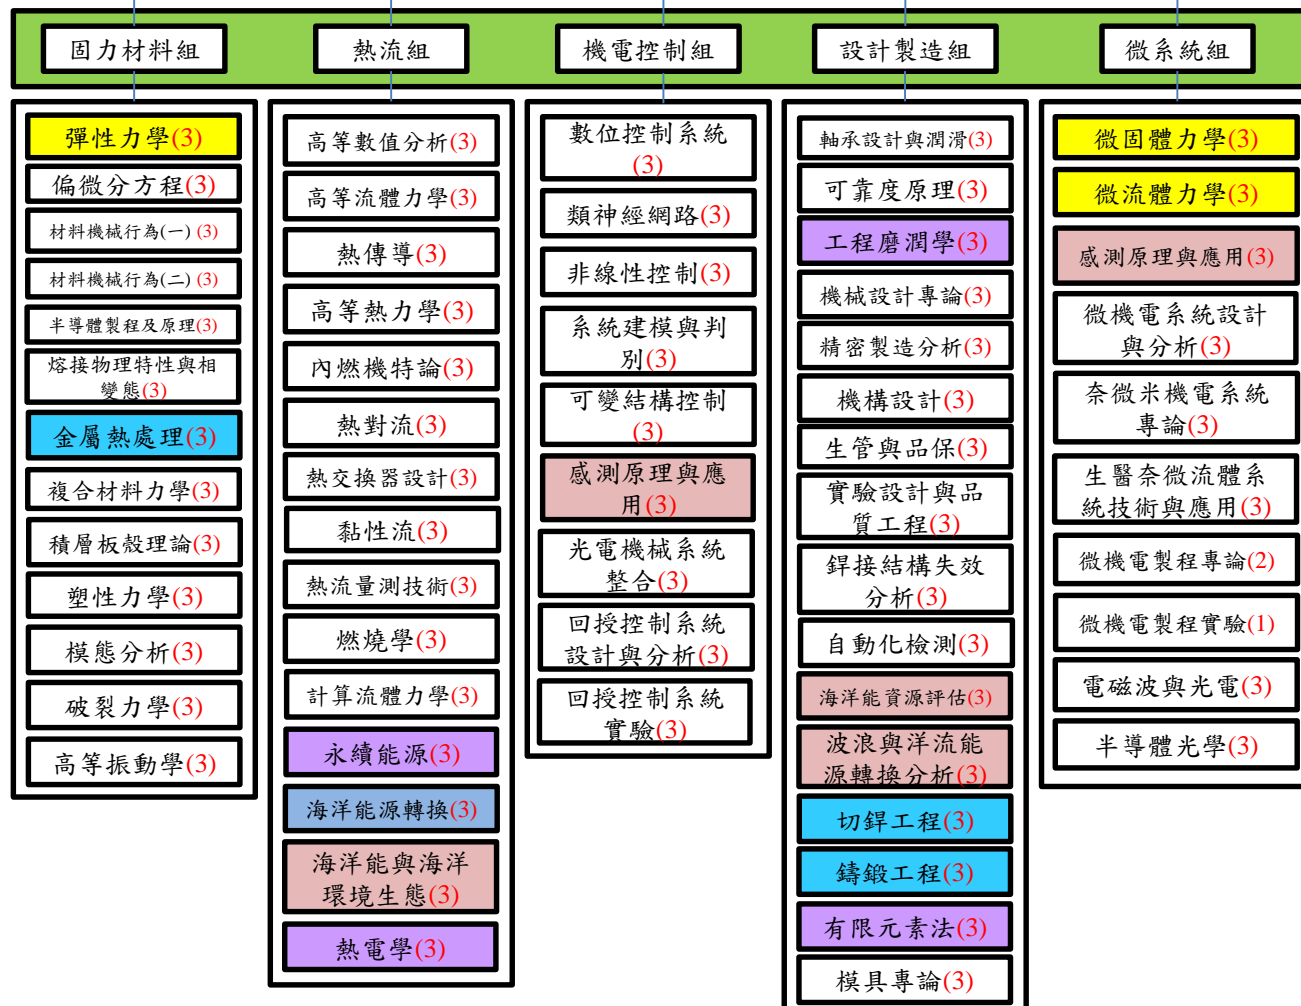 固力材料組
熱流組
機電控制組
設計製造組
微系統組
彈性力學(3)
偏微分方程(3)
材料機械行為(一) (3)
材料機械行為(二) (3)
半導體製程及原理(3)
熔接物理特性與相
變態(3)
金屬熱處理(3)
複合材料力學(3)
積層板殼理論(3)
塑性力學(3)
模態分析(3)
破裂力學(3)
高等振動學(3)
高等數值分析(3)
高等流體力學(3)
熱傳導(3)
高等熱力學(3)
內燃機特論(3)
熱對流(3)
熱交換器設計(3)
黏性流(3)
熱流量測技術(3)
燃燒學(3)
計算流體力學(3)
永續能源(3)
海洋能源轉換(3)
海洋能與海洋
環境生態(3)
熱電學(3)
數位控制系統
(3)
類神經網路(3)
非線性控制(3)
系統建模與判
別(3)
可變結構控制
(3)
感測原理與應
用(3)
光電機械系統
整合(3)
回授控制系統
設計與分析(3)
回授控制系統
實驗(3)
軸承設計與潤滑(3)
可靠度原理(3)
工程磨潤學(3)
機械設計專論(3)
精密製造分析(3)
機構設計(3)
生管與品保(3)
實驗設計與品
質工程(3)
銲接結構失效
分析(3)
自動化檢測(3)
海洋能資源評估(3)
波浪與洋流能
源轉換分析(3)
切銲工程(3)
鑄鍛工程(3)
有限元素法(3)
模具專論(3)
微固體力學(3)
微流體力學(3)
感測原理與應用(3)
微機電系統設計
與分析(3)
奈微米機電系統
專論(3)
生醫奈微流體系
統技術與應用(3)
微機電製程專論(2)
微機電製程實驗(1)
電磁波與光電(3)
半導體光學(3)